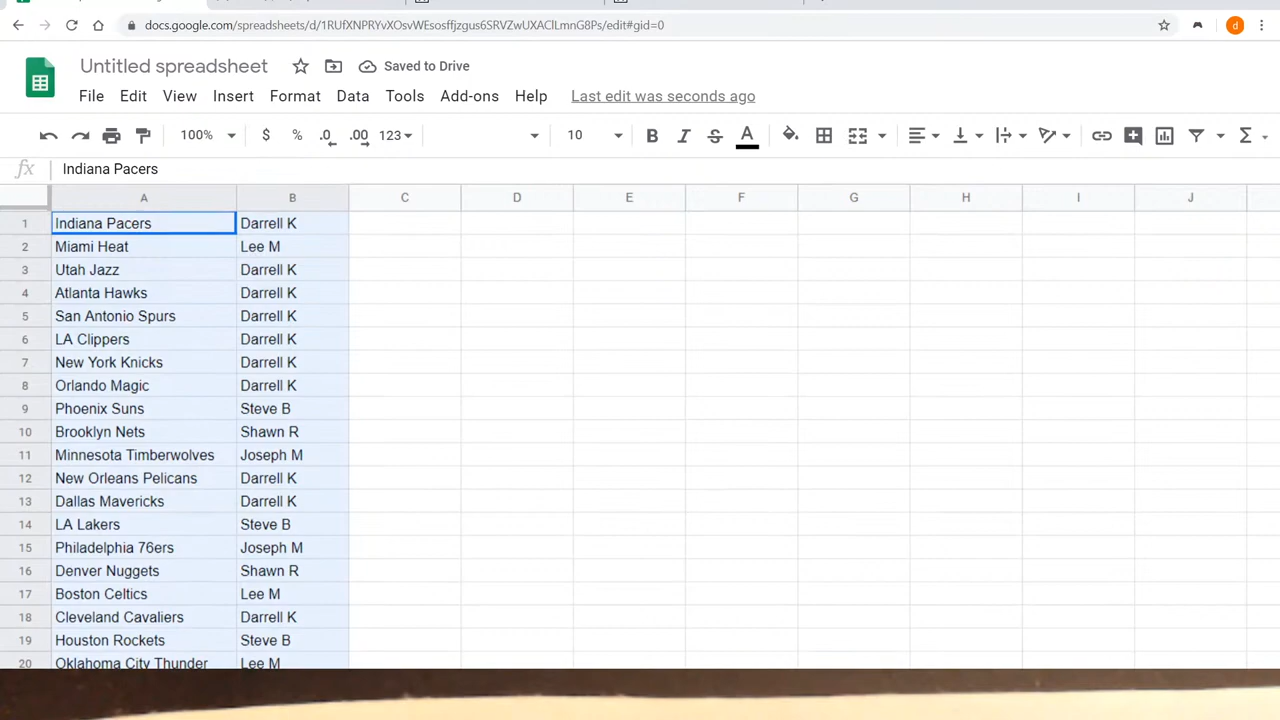 docs.google.com/spreadsheets/d/1RUfXNPRYvXOsvWEsosffjzgus6SRVZwUXAClLmnG8Ps/edit#gid=0
d
Untitled spreadsheet
Saved to Drive
File Edit View Insert Format Data Tools Add-ons Help Last edit was seconds ago
100% $ % .0 .00 123 10 B I S A Σ
fx Indiana Pacers
A B C D E F G H I J
1 Indiana Pacers Darrell K
2 Miami Heat Lee M
3 Utah Jazz Darrell K
4 Atlanta Hawks Darrell K
5 San Antonio Spurs Darrell K
6 LA Clippers Darrell K
7 New York Knicks Darrell K
8 Orlando Magic Darrell K
9 Phoenix Suns Steve B
10 Brooklyn Nets Shawn R
11 Minnesota Timberwolves Joseph M
12 New Orleans Pelicans Darrell K
13 Dallas Mavericks Darrell K
14 LA Lakers Steve B
15 Philadelphia 76ers Joseph M
16 Denver Nuggets Shawn R
17 Boston Celtics Lee M
18 Cleveland Cavaliers Darrell K
19 Houston Rockets Steve B
20 Oklahoma City Thunder Lee M